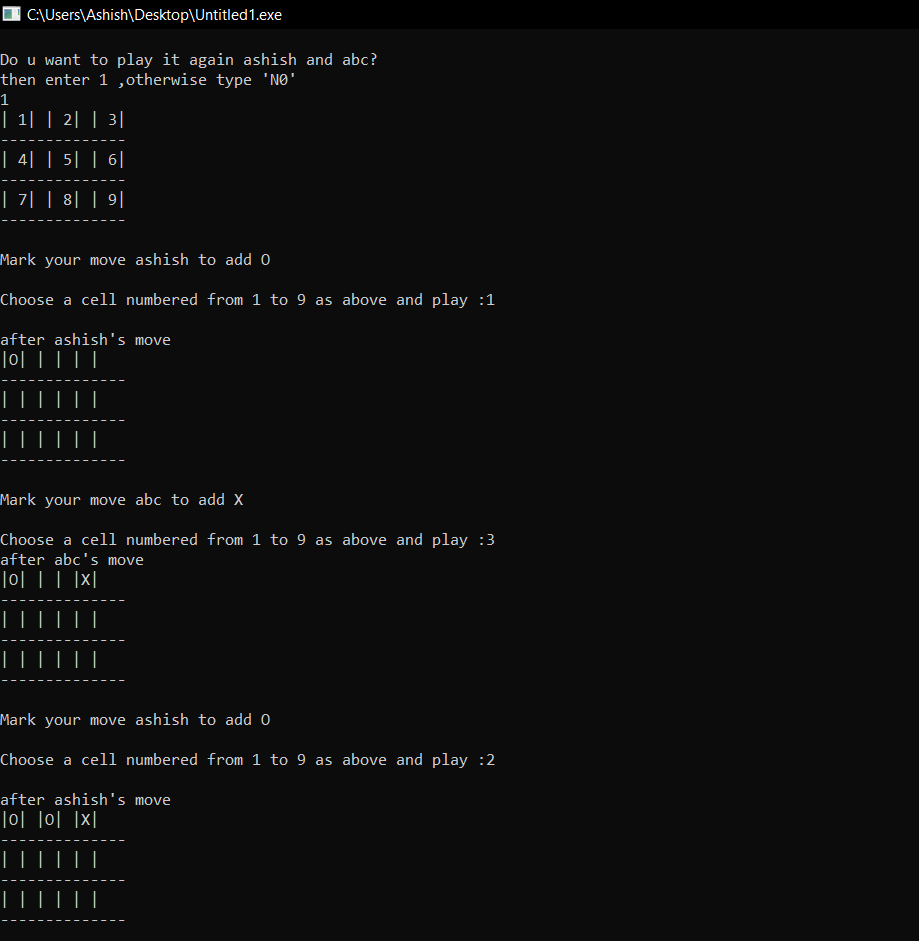 C:\Users\Ashish\Desktop\Untitled1.exe
Do u want to play it again ashish and abc?
then enter 1 ,otherwise type 'N0'
1
| 1| | 2| | 3|
--------------
| 4| | 5| | 6|
--------------
| 7| | 8| | 9|
--------------
Mark your move ashish to add O
Choose a cell numbered from 1 to 9 as above and play :1
after ashish's move
|O| | | | |
--------------
| | | | | |
--------------
| | | | | |
--------------
Mark your move abc to add X
Choose a cell numbered from 1 to 9 as above and play :3
after abc's move
|O| | | |X|
--------------
| | | | | |
--------------
| | | | | |
--------------
Mark your move ashish to add O
Choose a cell numbered from 1 to 9 as above and play :2
after ashish's move
|O| |O| |X|
--------------
| | | | | |
--------------
| | | | | |
--------------